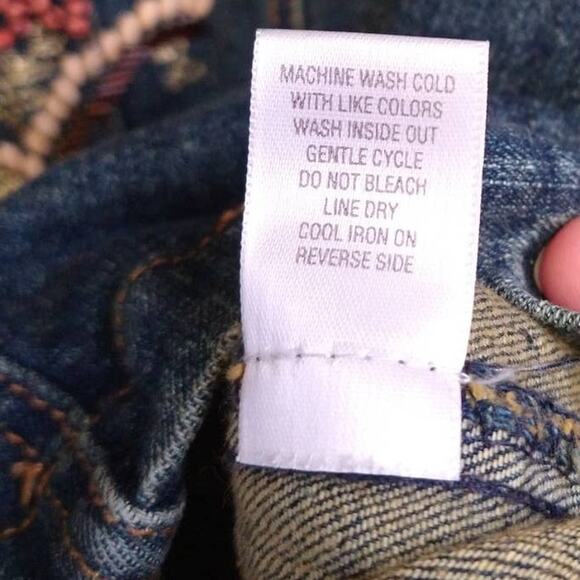 MACHINE WASH COLD
WITH LIKE COLORS
WASH INSIDE OUT
GENTLE CYCLE
DO NOT BLEACH
LINE DRY
COOL IRON ON
REVERSE SIDE